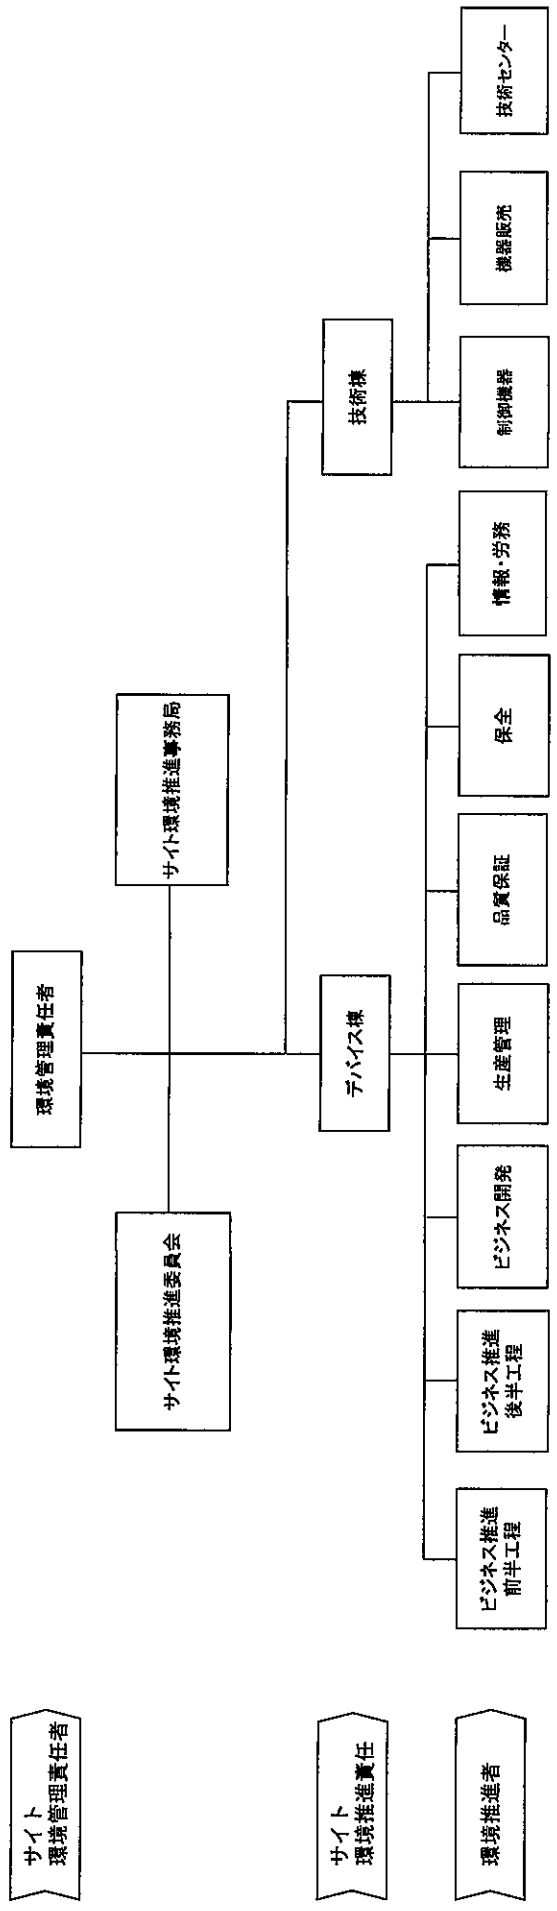 サイト
環境管理責任者
環境管理責任者
サイト環境推進委員会
サイト環境推進事務局
サイト
環境推進責任
デバイス棟
技術棟
環境推進者
ビジネス推進
前半工程
ビジネス推進
後半工程
ビジネス開発
生産管理
品質保証
保全
情報・労務
制御機器
機器販売
技術センター